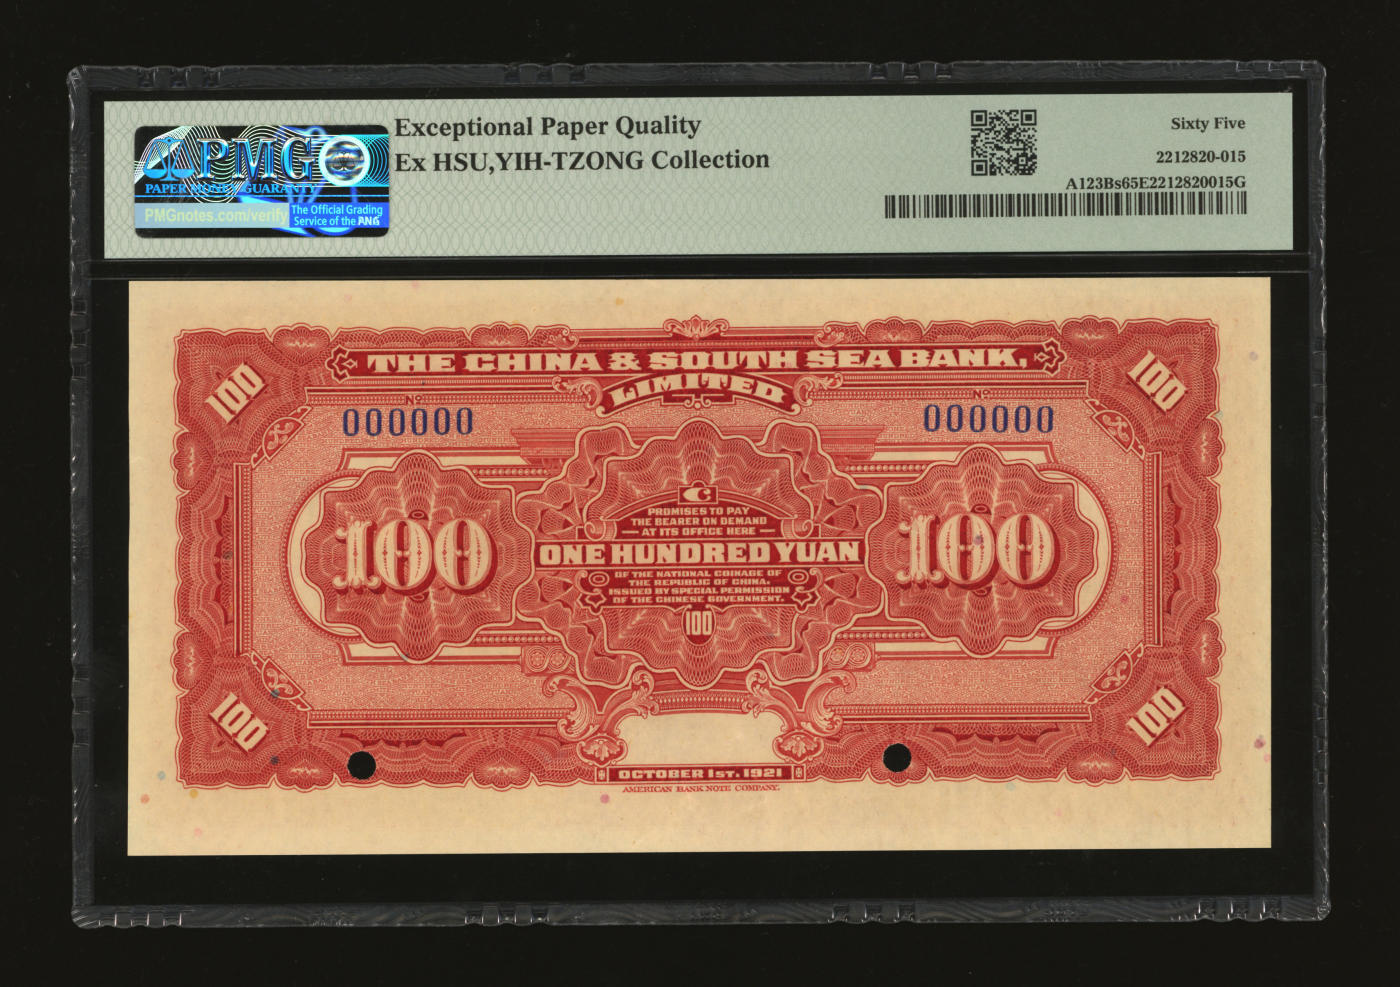 Exceptional Paper Quality
Ex HSU,YIH-TZONG Collection
PMG
PAPER MONEY GUARANTY
PMGnotes.com/verify
The Official Grading
Service of the ANA
Sixty Five
2212820-015
A123Bs65E2212820015G
THE CHINA & SOUTH SEA BANK,
LIMITED
100
100
Nº
000000
Nº
000000
C
PROMISES TO PAY
THE BEARER ON DEMAND
AT ITS OFFICE HERE
ONE HUNDRED YUAN
100
100
OF THE NATIONAL COINAGE OF
THE REPUBLIC OF CHINA.
ISSUED BY SPECIAL PERMISSION
OF THE CHINESE GOVERNMENT.
100
100
100
OCTOBER 1ST. 1921
AMERICAN BANK NOTE COMPANY.